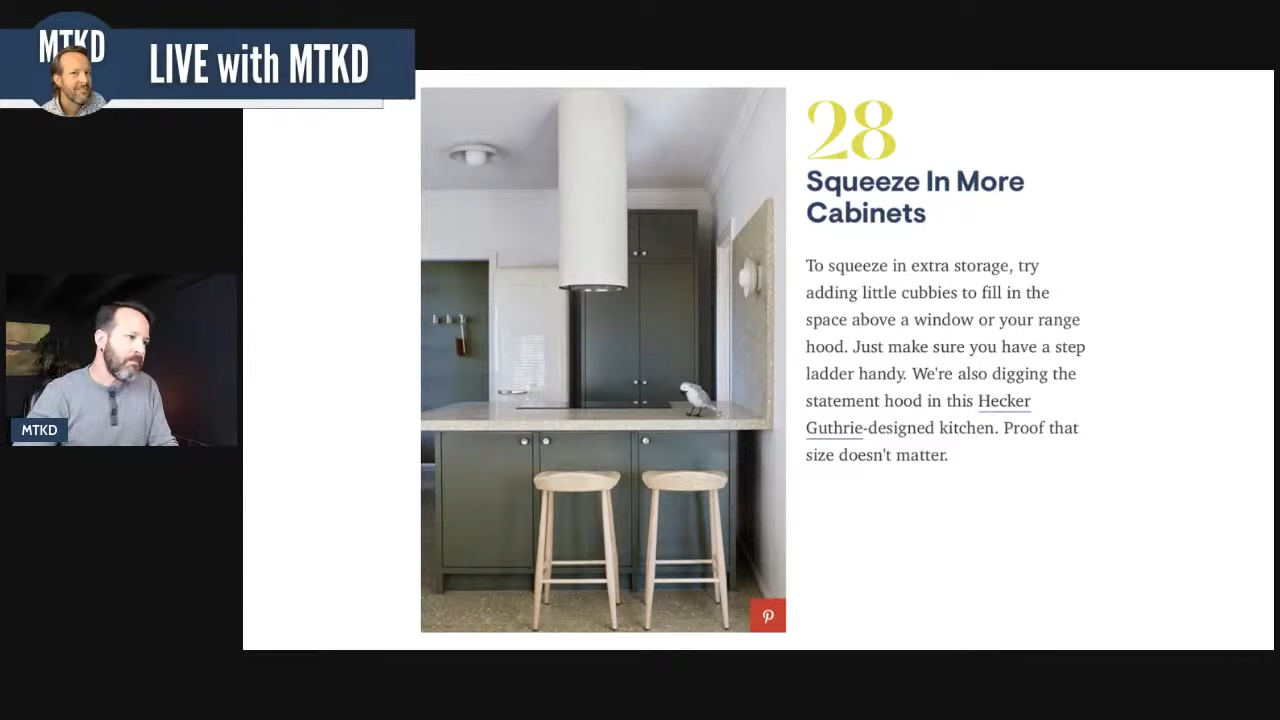 MTKD
LIVE with MTKD
28
Squeeze In More
Cabinets
To squeeze in extra storage, try
adding little cubbies to fill in the
space above a window or your range
hood. Just make sure you have a step
ladder handy. We're also digging the
statement hood in this Hecker
Guthrie-designed kitchen. Proof that
size doesn't matter.
MTKD